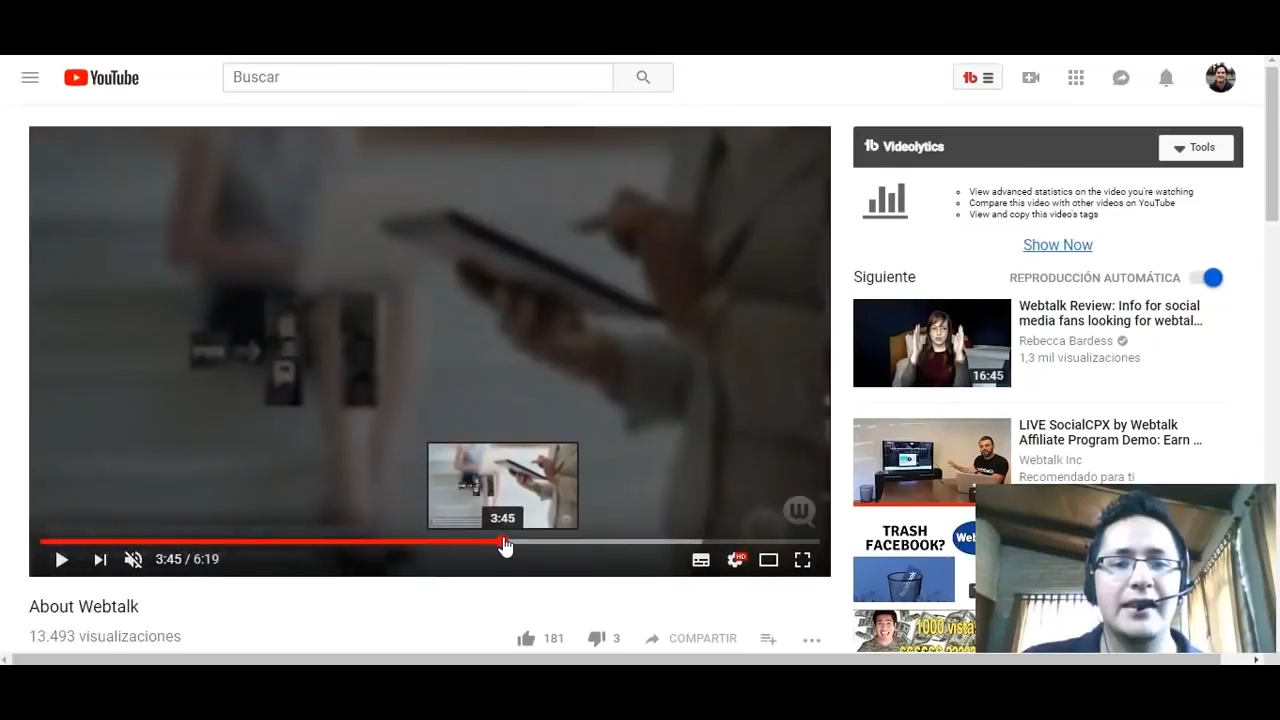 YouTube
Buscar
Videolytics
Tools
View advanced statistics on the video you're watching
Compare this video with other videos on YouTube
View and copy this video's tags
Show Now
Siguiente
REPRODUCCIÓN AUTOMÁTICA
Webtalk Review: Info for social
media fans looking for webtal...
Rebecca Bardess
1,3 mil visualizaciones
16:45
LIVE SocialCPX by Webtalk
Affiliate Program Demo: Earn ...
Webtalk Inc
Recomendado para ti
TRASH
FACEBOOK?
1000 vista
3:45
3:45 / 6:19
HD
W
About Webtalk
13.493 visualizaciones
181
3
COMPARTIR